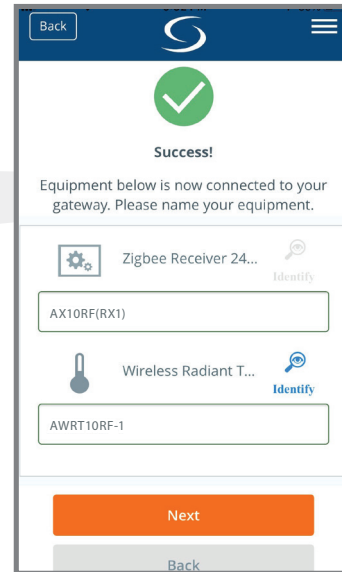 Back
Success!
Equipment below is now connected to your
gateway. Please name your equipment.
Zigbee Receiver 24...
Identify
AX10RF(RX1)
Wireless Radiant T...
Identify
AWRT10RF-1
Next
Back